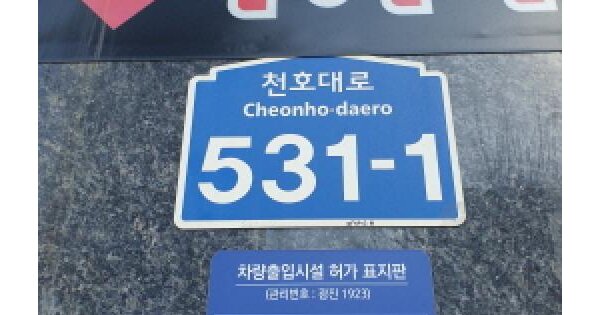 천호대로
Cheonho-daero
531-1
차량출입시설 허가 표지판
(관리번호 : 광진 1923)